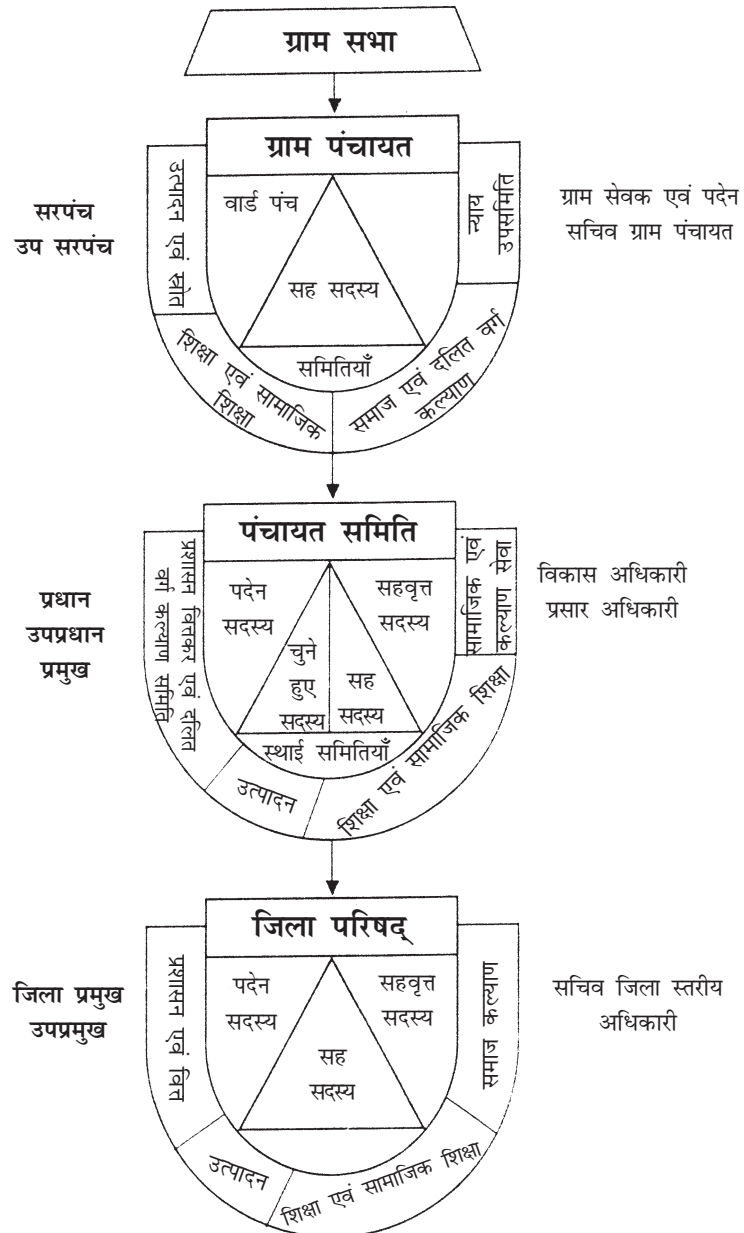 ग्राम सभा
ग्राम पंचायत
सरपंच
उप सरपंच
उत्पादन एवं स्रोत
वार्ड पंच
सह सदस्य
समितियाँ
न्याय
उपसमिति
ग्राम सेवक एवं पदेन
सचिव ग्राम पंचायत
शिक्षा एवं सामाजिक
शिक्षा
समाज एवं दलित वर्ग
कल्याण
पंचायत समिति
प्रधान
उपप्रधान
प्रमुख
प्रशासन वित्तकर एवं दलित
वर्ग कल्याण समिति
पदेन
सदस्य
सहवृत्त
सदस्य
चुने
हुए
सदस्य
सह
सदस्य
स्थाई समितियाँ
सामाजिक एवं
कल्याण सेवा
विकास अधिकारी
प्रसार अधिकारी
उत्पादन
शिक्षा एवं सामाजिक शिक्षा
जिला परिषद्
जिला प्रमुख
उपप्रमुख
प्रशासन एवं वित्त
पदेन
सदस्य
सहवृत्त
सदस्य
सह
सदस्य
समाज कल्याण
सचिव जिला स्तरीय
अधिकारी
उत्पादन
शिक्षा एवं सामाजिक शिक्षा